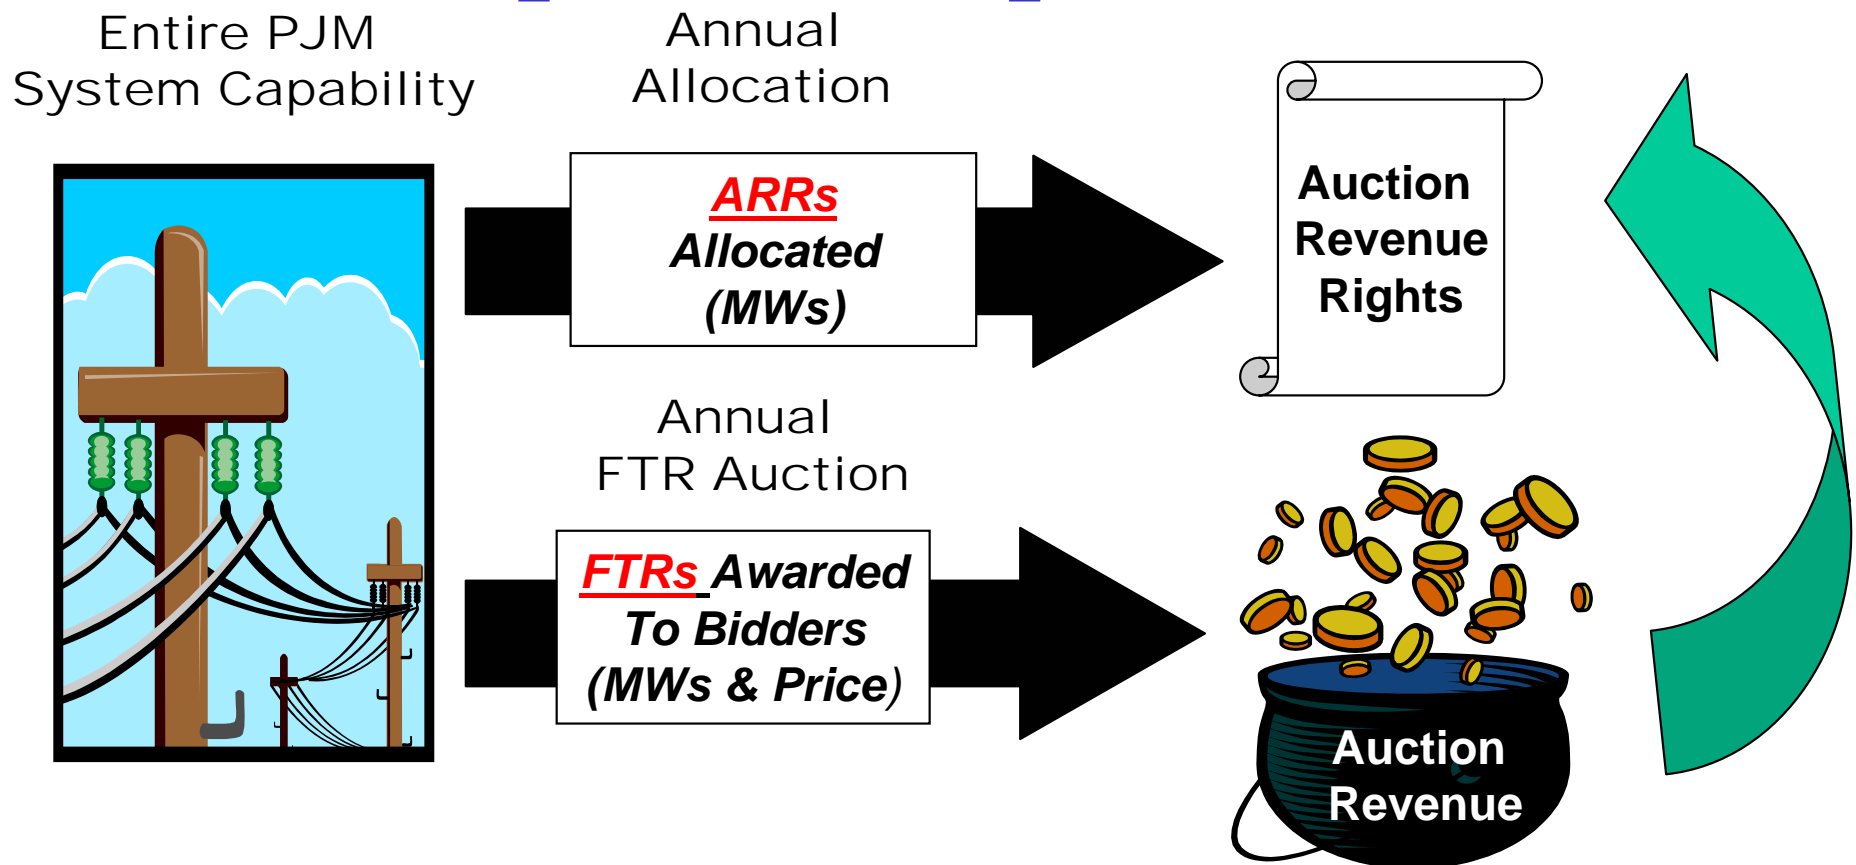 Entire PJM
System Capability
Annual
Allocation
ARRs
Allocated
(MWs)
Auction
Revenue
Rights
Annual
FTR Auction
FTRs Awarded
To Bidders
(MWs & Price)
Auction
Revenue